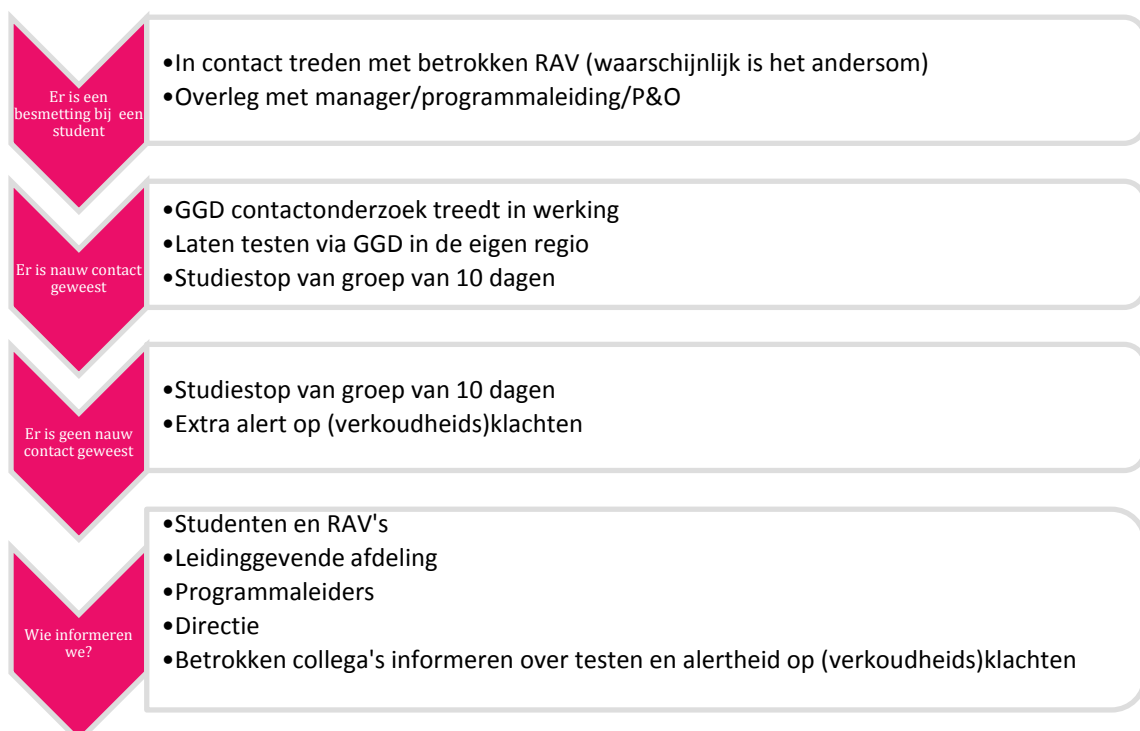 Er is een
besmetting bij een
student
•In contact treden met betrokken RAV (waarschijnlijk is het andersom)
•Overleg met manager/programmaleiding/P&O
Er is nauw contact
geweest
•GGD contactonderzoek treedt in werking
•Laten testen via GGD in de eigen regio
•Studiestop van groep van 10 dagen
Er is geen nauw
contact geweest
•Studiestop van groep van 10 dagen
•Extra alert op (verkoudheids)klachten
Wie informeren
we?
•Studenten en RAV's
•Leidinggevende afdeling
•Programmaleiders
•Directie
•Betrokken collega's informeren over testen en alertheid op (verkoudheids)klachten